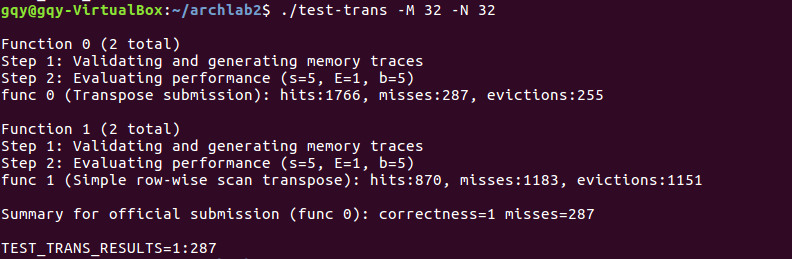 gqy@gqy-VirtualBox:~/archlab2$ ./test-trans -M 32 -N 32
Function 0 (2 total)
Step 1: Validating and generating memory traces
Step 2: Evaluating performance (s=5, E=1, b=5)
func 0 (Transpose submission): hits:1766, misses:287, evictions:255
Function 1 (2 total)
Step 1: Validating and generating memory traces
Step 2: Evaluating performance (s=5, E=1, b=5)
func 1 (Simple row-wise scan transpose): hits:870, misses:1183, evictions:1151
Summary for official submission (func 0): correctness=1 misses=287
TEST_TRANS_RESULTS=1:287